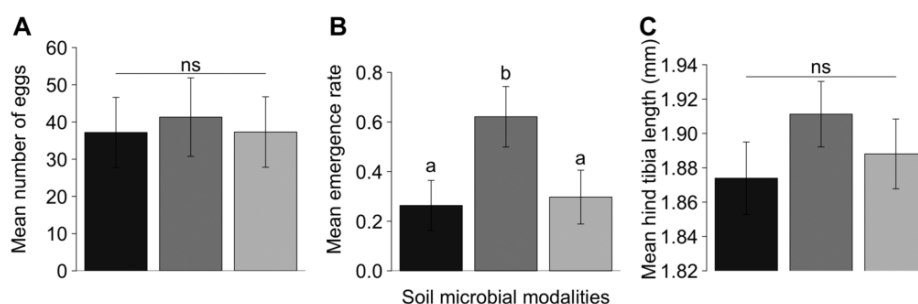 A
Mean number of eggs
60
50
40
30
20
10
0
ns
B
Mean emergence rate
0.8
0.6
0.4
0.2
0.0
a
b
a
C
Mean hind tibia length (mm)
1.94
1.92
1.90
1.88
1.86
1.84
1.82
ns
Soil microbial modalities